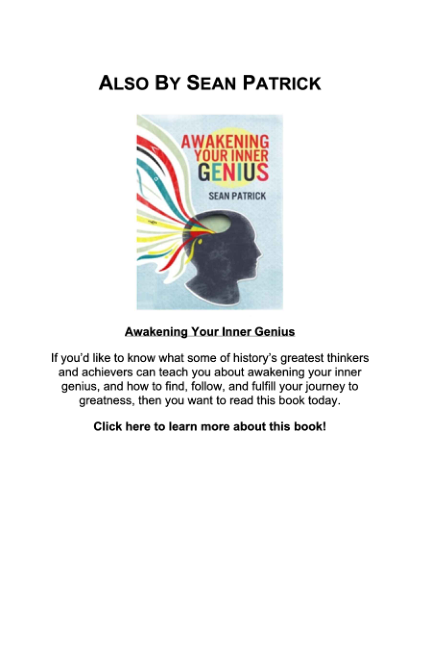 ALSO BY SEAN PATRICK
AWAKENING
YOUR INNER
GENIUS
SEAN PATRICK
Awakening Your Inner Genius
If you'd like to know what some of history's greatest thinkers
and achievers can teach you about awakening your inner
genius, and how to find, follow, and fulfill your journey to
greatness, then you want to read this book today.
Click here to learn more about this book!